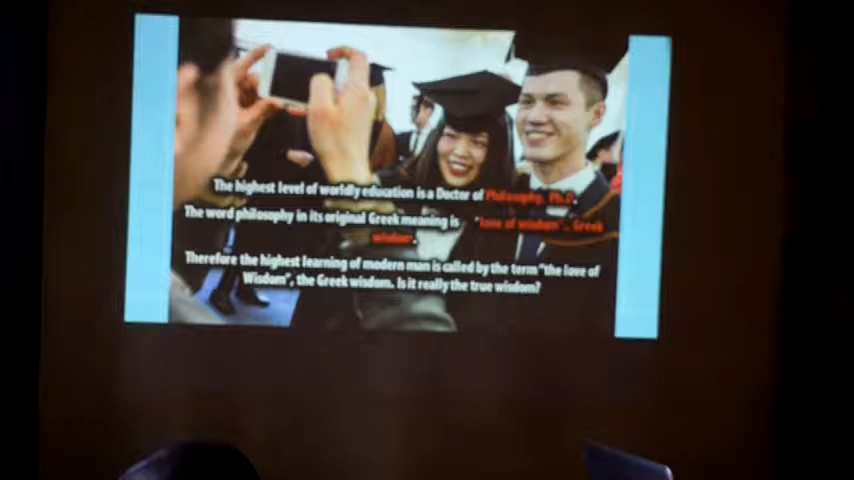 The highest level of worldly education is a Doctor of Philosophy, Ph.D.
The word philosophy in its original Greek meaning is "love of wisdom", Greek
wisdom".
Therefore the highest learning of modern man is called by the term "the love of
Wisdom", the Greek wisdom. Is it really the true wisdom?